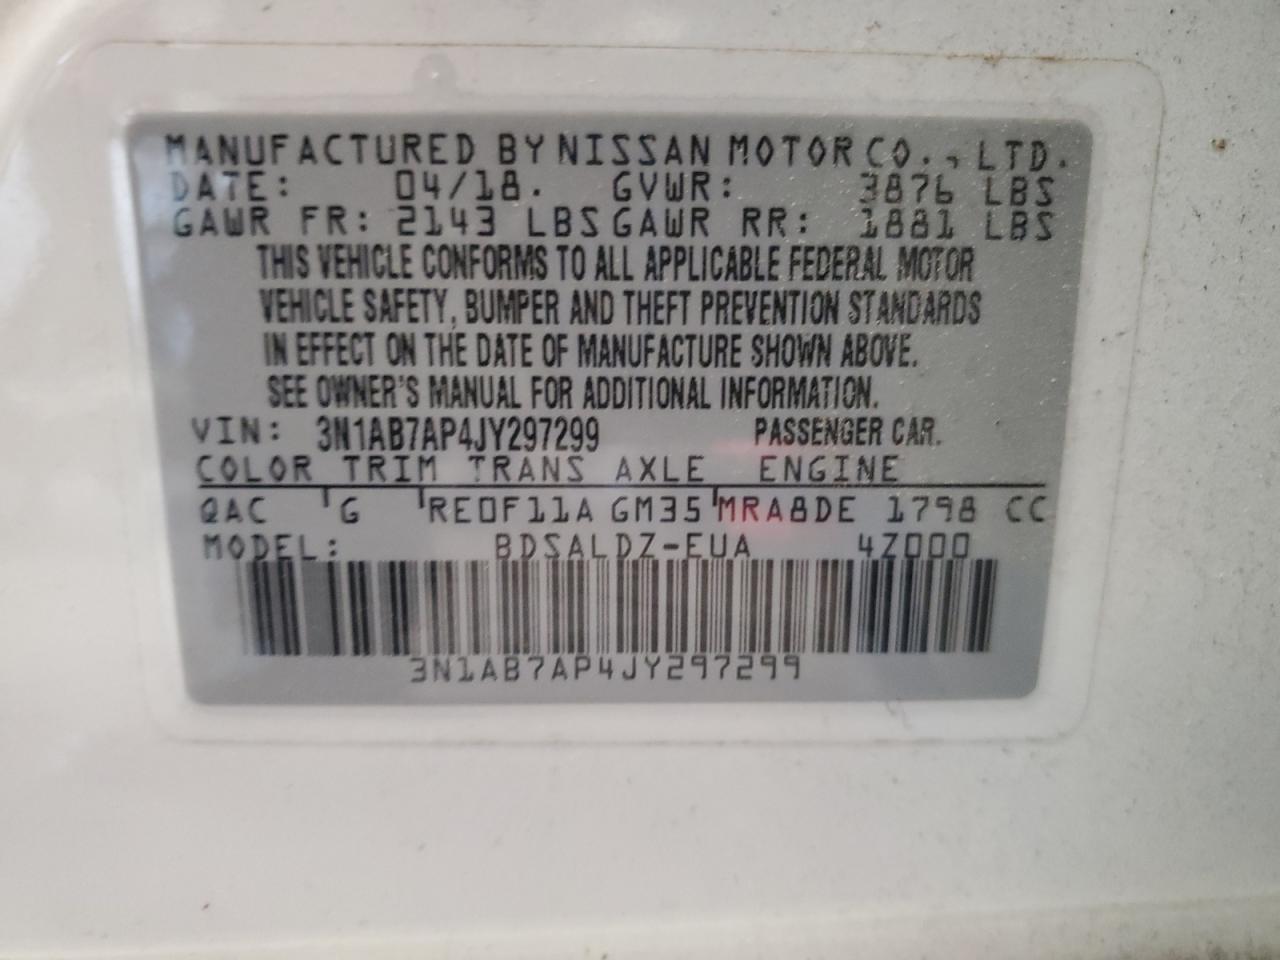 MANUFACTURED BY NISSAN MOTOR CO., LTD.
DATE: 04/18. GVWR: 3876 LBS
GAWR FR: 2143 LBS GAWR RR: 1881 LBS
THIS VEHICLE CONFORMS TO ALL APPLICABLE FEDERAL MOTOR
VEHICLE SAFETY, BUMPER AND THEFT PREVENTION STANDARDS
IN EFFECT ON THE DATE OF MANUFACTURE SHOWN ABOVE.
SEE OWNER'S MANUAL FOR ADDITIONAL INFORMATION.
VIN: 3N1AB7AP4JY297299 PASSENGER CAR.
COLOR TRIM TRANS AXLE ENGINE
QAC G RE0F11A GM35 MRA8DE 1798 CC
MODEL: BDSALDZ-EUA 4Z000
3N1AB7AP4JY297299